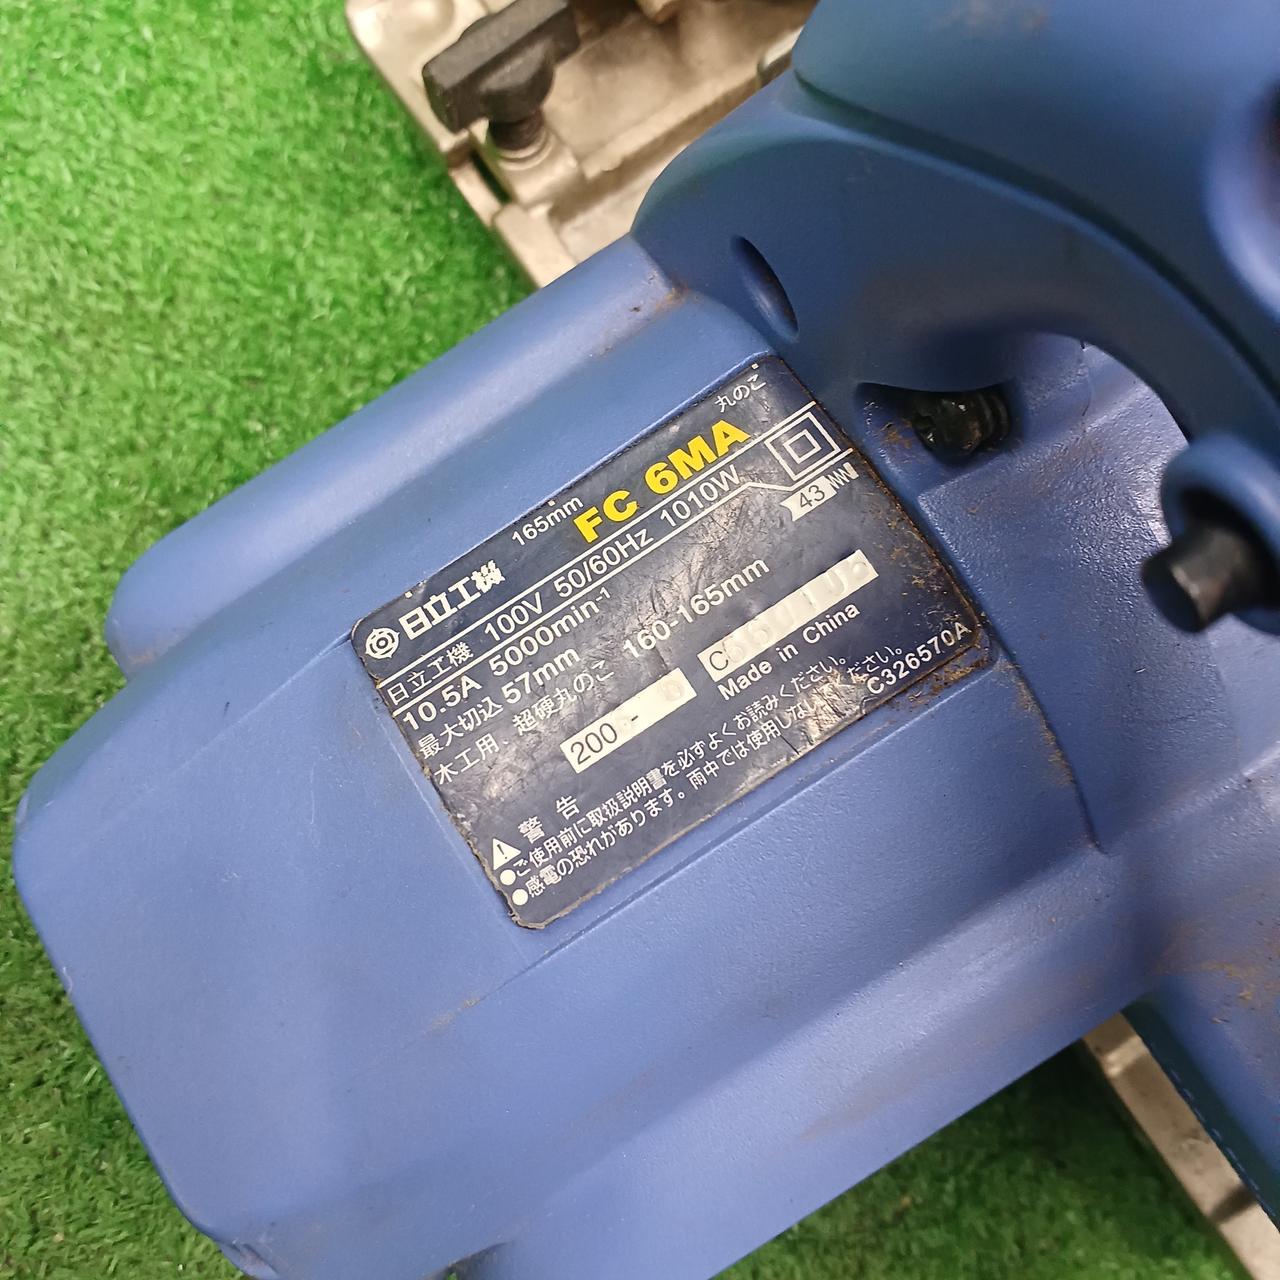 丸のこ
日立工機 165mm FC 6MA
日立工機 100V 50/60Hz 1010W
10.5A 5000min-1
43
最大切込 57mm
木工用、超硬丸のこ 160-165mm
200
Made in China
警告
●ご使用前に取扱説明書を必ずよくお読みください。
●感電の恐れがあります。雨中では使用しないでください。
C326570A